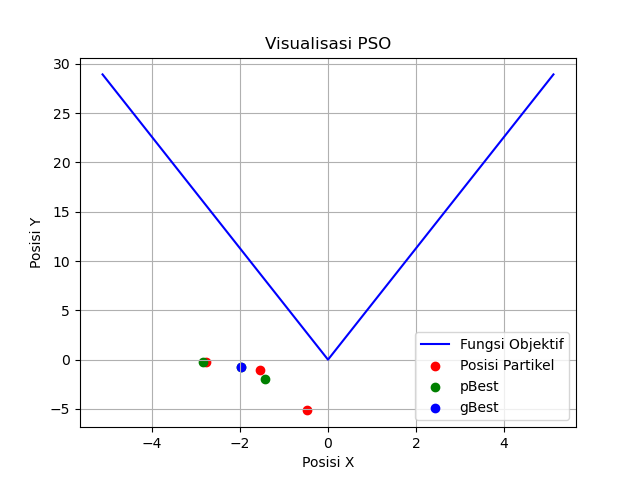 Visualisasi PSO
Posisi Y
30
25
20
15
10
5
0
−5
−4
−2
0
2
4
Posisi X
Fungsi Objektif
Posisi Partikel
pBest
gBest